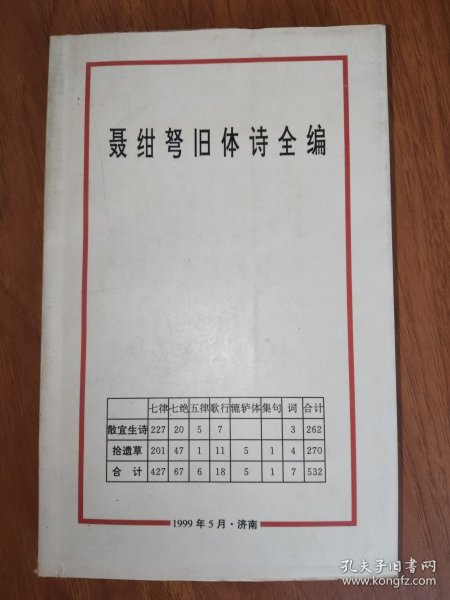 聂绀弩旧体诗全编
七律 七绝 五律 歌行 辘轳体 集句 词 合计
散宜生诗 227 20 5 7 3 262
拾遗草 201 47 1 11 5 1 4 270
合计 427 67 6 18 5 1 7 532
1999年5月·济南
孔夫子旧书网
www.kongfz.com